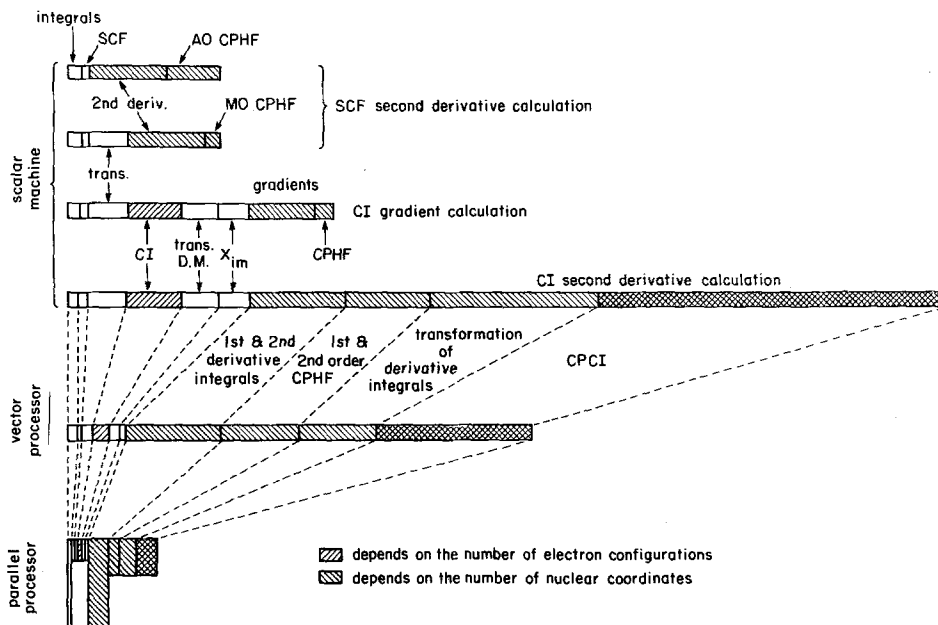 integrals
SCF
AO CPHF
2nd deriv.
MO CPHF
SCF second derivative calculation
scalar
machine
trans.
gradients
CI gradient calculation
CI
trans.
D.M.
Xim
CPHF
CI second derivative calculation
1st & 2nd
derivative
integrals
1st &
2nd order
CPHF
transformation
of
derivative
integrals
CPCI
vector
processor
parallel
processor
depends on the number of electron configurations
depends on the number of nuclear coordinates